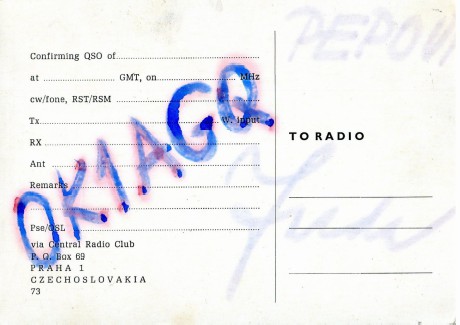 Confirming QSO of
at GMT, on MHz
cw/fone, RST/RSM
Tx W. input
RX
Ant
Remarks
Pse/QSL
via Central Radio Club
P. O. Box 69
PRAHA 1
CZECHOSLOVAKIA
73
OK1AGQ
PEPOVI
TO RADIO